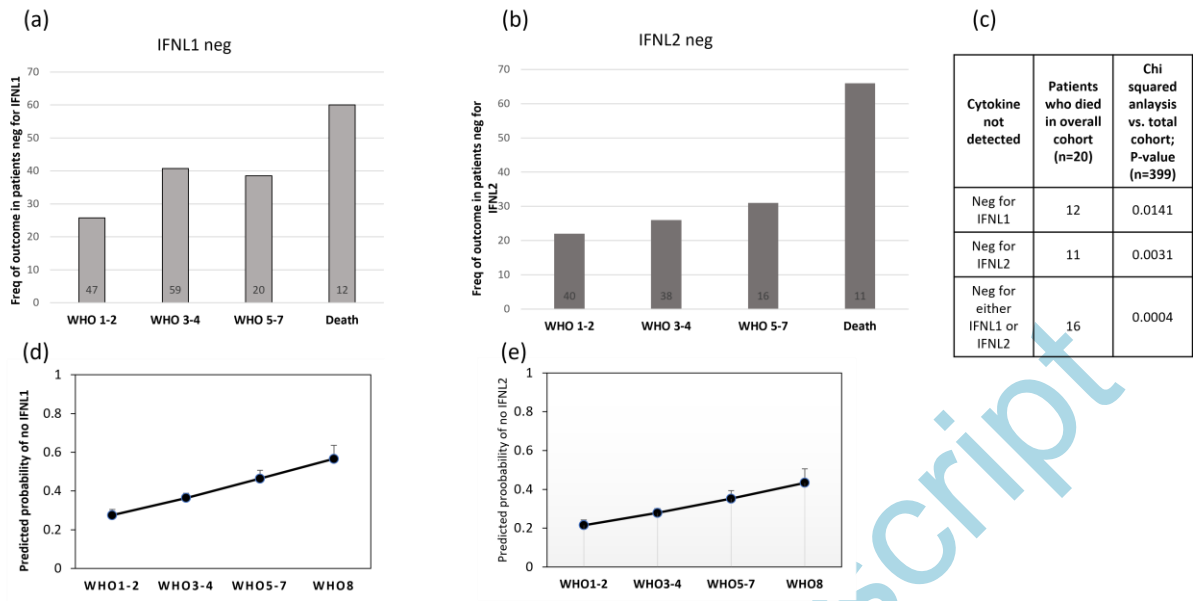 (a)
IFNL1 neg
Freq of outcome in patients neg for IFNL1
70
60
50
40
30
20
10
0
47
59
20
12
WHO 1-2
WHO 3-4
WHO 5-7
Death
(b)
IFNL2 neg
Freq of outcome in patients neg for
IFNL2
70
60
50
40
30
20
10
0
40
38
16
11
WHO 1-2
WHO 3-4
WHO 5-7
Death
(c)
Cytokine
not
detected
Patients
who died
in overall
cohort
(n=20)
Chi
squared
anlaysis
vs. total
cohort;
P-value
(n=399)
Neg for
IFNL1
12
0.0141
Neg for
IFNL2
11
0.0031
Neg for
either
IFNL1 or
IFNL2
16
0.0004
(d)
Predicted probability of no IFNL1
1
0.8
0.6
0.4
0.2
0
WHO1-2
WHO3-4
WHO5-7
WHO8
(e)
Predicted proobability of no IFNL2
1
0.8
0.6
0.4
0.2
0
WHO1-2
WHO3-4
WHO5-7
WHO8
script